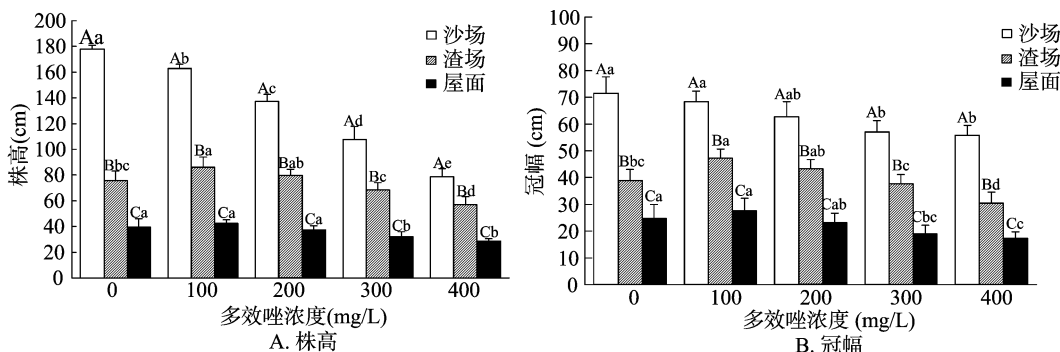 200
180
160
140
120
100
80
60
40
20
0
株高(cm)
Aa
Ab
Ac
Ad
Ae
Bbc
Ba
Bab
Bc
Bd
Ca
Ca
Ca
Cb
Cb
沙场
渣场
屋面
0 100 200 300 400
多效唑浓度(mg/L)
A. 株高
100
90
80
70
60
50
40
30
20
10
0
冠幅(cm)
Aa
Aa
Aab
Ab
Ab
Bbc
Ba
Bab
Bc
Bd
Ca
Ca
Cab
Cbc
Cc
沙场
渣场
屋面
0 100 200 300 400
多效唑浓度 (mg/L)
B. 冠幅